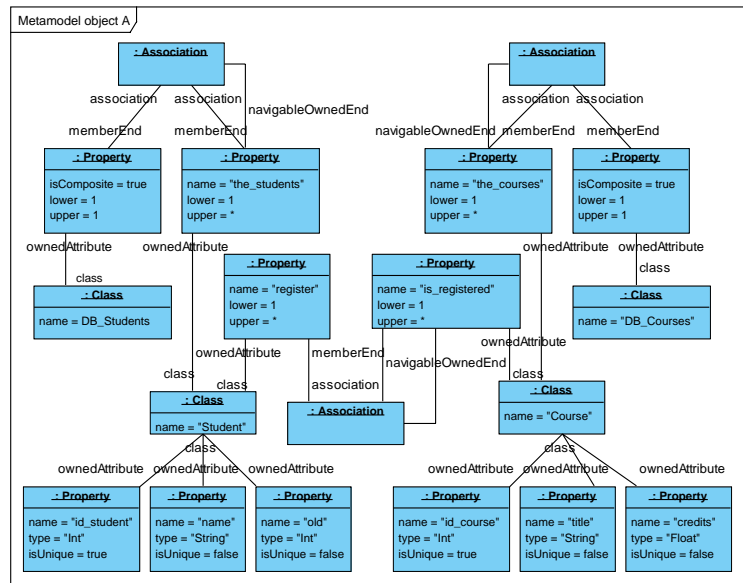 Metamodel object A
: Association
: Association
association
association
navigableOwnedEnd
association
association
memberEnd
memberEnd
navigableOwnedEnd
memberEnd
memberEnd
: Property
isComposite = true
lower = 1
upper = 1
: Property
name = "the_students"
lower = 1
upper = *
: Property
name = "the_courses"
lower = 1
upper = *
: Property
isComposite = true
lower = 1
upper = 1
ownedAttribute
ownedAttribute
ownedAttribute
ownedAttribute
class
class
: Class
name = DB_Students
: Property
name = "register"
lower = 1
upper = *
: Property
name = "is_registered"
lower = 1
upper = *
: Class
name = "DB_Courses"
ownedAttribute
memberEnd
navigableOwnedEnd
ownedAttribute
class
class
association
class
: Class
name = "Student"
: Association
: Class
name = "Course"
class
class
ownedAttribute
ownedAttribute
ownedAttribute
ownedAttribute
ownedAttribute
ownedAttribute
: Property
name = "id_student"
type = "Int"
isUnique = true
: Property
name = "name"
type = "String"
isUnique = false
: Property
name = "old"
type = "Int"
isUnique = false
: Property
name = "id_course"
type = "Int"
isUnique = true
: Property
name = "title"
type = "String"
isUnique = false
: Property
name = "credits"
type = "Float"
isUnique = false